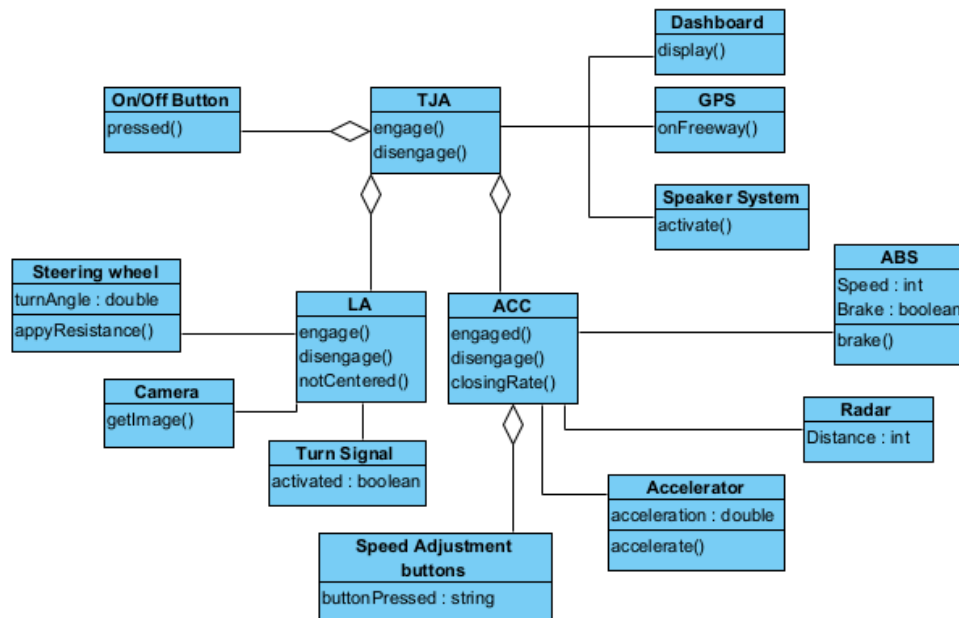 Dashboard
display()
On/Off Button
pressed()
TJA
engage()
disengage()
GPS
onFreeway()
Speaker System
activate()
Steering wheel
turnAngle : double
appyResistance()
LA
engage()
disengage()
notCentered()
ACC
engaged()
disengage()
closingRate()
ABS
Speed : int
Brake : boolean
brake()
Camera
getImage()
Turn Signal
activated : boolean
Radar
Distance : int
Accelerator
acceleration : double
accelerate()
Speed Adjustment
buttons
buttonPressed : string